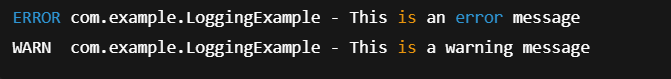 ERROR com.example.LoggingExample - This is an error message
WARN  com.example.LoggingExample - This is a warning message